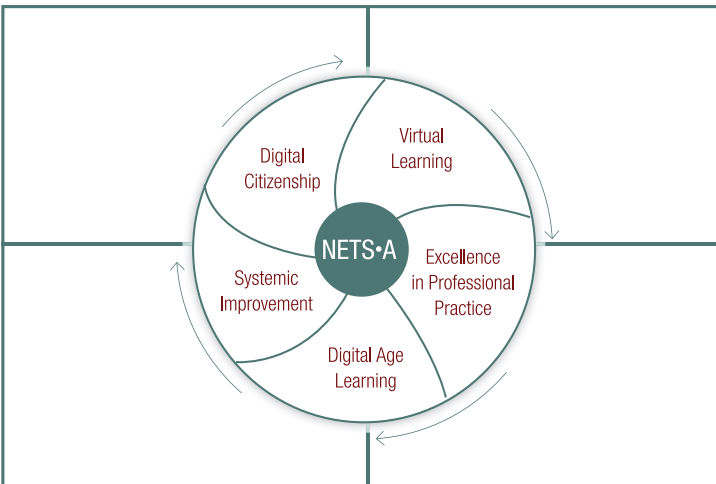 Virtual
Learning
Digital
Citizenship
NETS•A
Excellence
in Professional
Practice
Systemic
Improvement
Digital Age
Learning